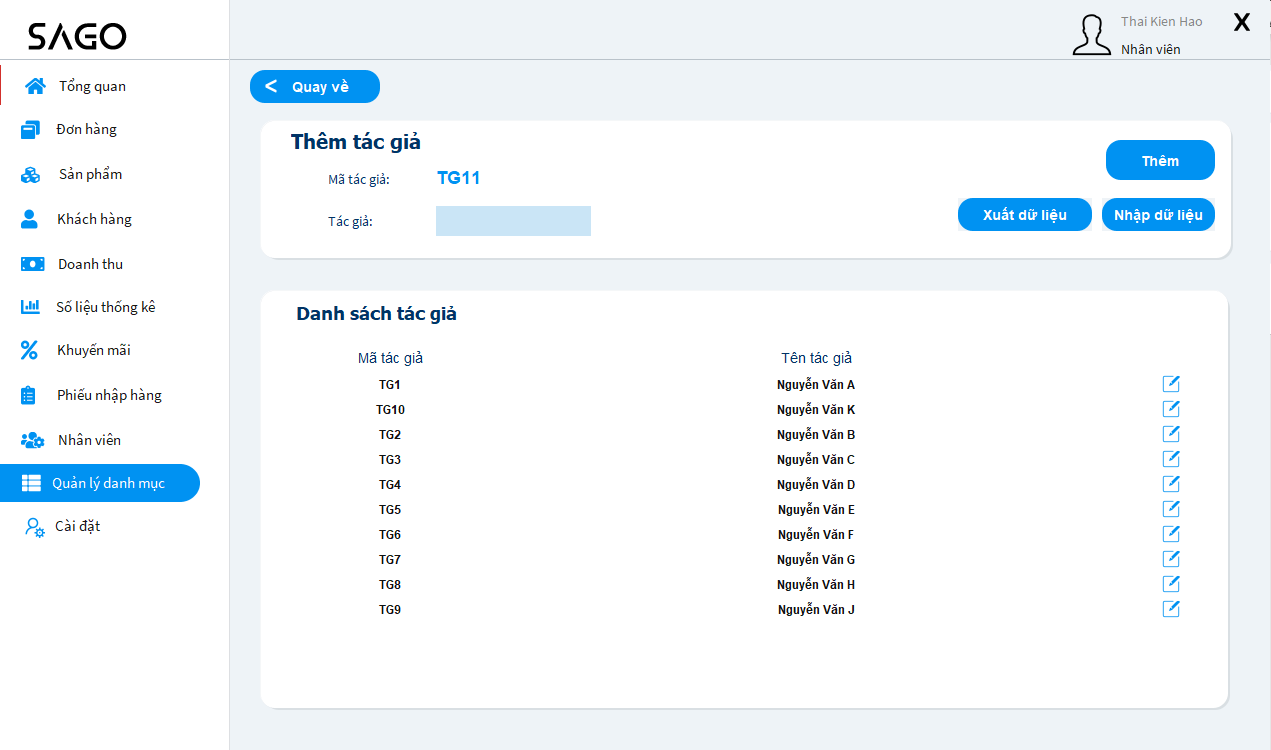 SAGO
Thai Kien Hao
X
Nhân viên
Tổng quan
Đơn hàng
Sản phẩm
Khách hàng
Doanh thu
Số liệu thống kê
Khuyến mãi
Phiếu nhập hàng
Nhân viên
Quản lý danh mục
Cài đặt
< Quay về
Thêm tác giả
Mã tác giả: TG11
Tác giả:
Thêm
Xuất dữ liệu Nhập dữ liệu
Danh sách tác giả
Mã tác giả Tên tác giả
TG1 Nguyễn Văn A
TG10 Nguyễn Văn K
TG2 Nguyễn Văn B
TG3 Nguyễn Văn C
TG4 Nguyễn Văn D
TG5 Nguyễn Văn E
TG6 Nguyễn Văn F
TG7 Nguyễn Văn G
TG8 Nguyễn Văn H
TG9 Nguyễn Văn J